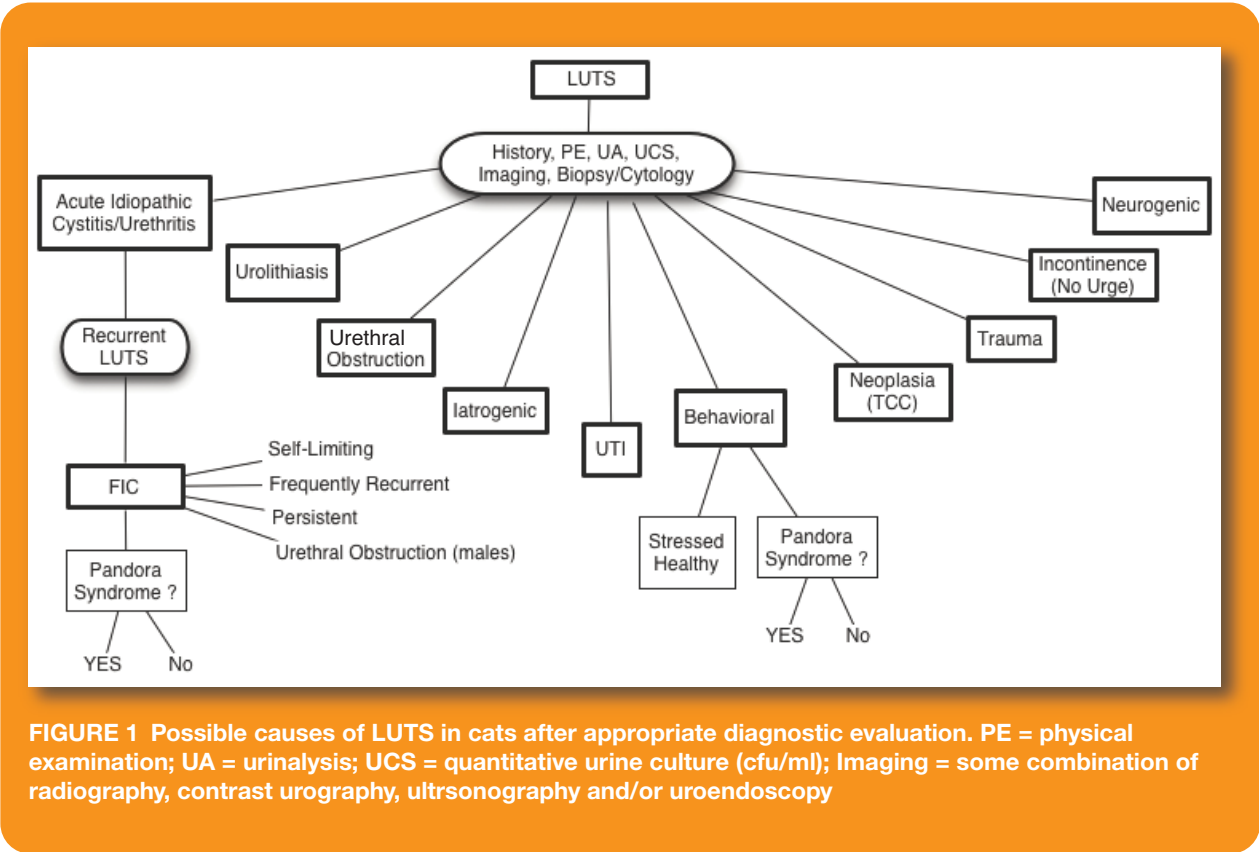 LUTS
History, PE, UA, UCS,
Imaging, Biopsy/Cytology
Acute Idiopathic
Cystitis/Urethritis
Urolithiasis
Urethral
Obstruction
Iatrogenic
UTI
Behavioral
Neoplasia
(TCC)
Trauma
Incontinence
(No Urge)
Neurogenic
Recurrent
LUTS
FIC
Self-Limiting
Frequently Recurrent
Persistent
Urethral Obstruction (males)
Pandora
Syndrome ?
YES
No
Stressed
Healthy
Pandora
Syndrome ?
YES
No
FIGURE 1 Possible causes of LUTS in cats after appropriate diagnostic evaluation. PE = physical
examination; UA = urinalysis; UCS = quantitative urine culture (cfu/ml); Imaging = some combination of
radiography, contrast urography, ultrsonography and/or uroendoscopy